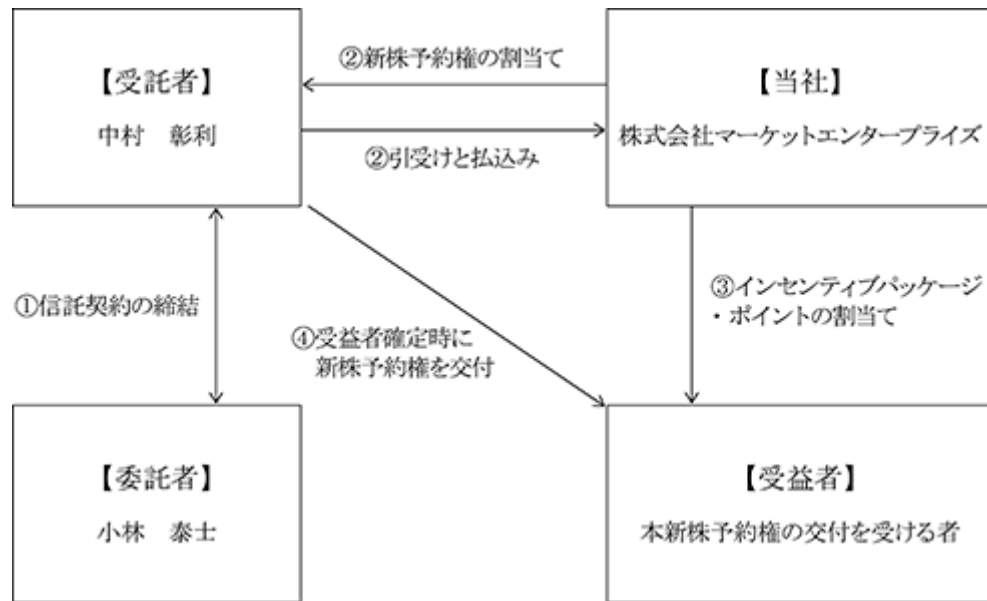 ②新株予約権の割当て
【受託者】
中村 彰利
【当社】
株式会社マーケットエンタープライズ
②引受けと払込み
①信託契約の締結
③インセンティブパッケージ
・ポイントの割当て
④受益者確定時に
新株予約権を交付
【委託者】
小林 泰士
【受益者】
本新株予約権の交付を受ける者